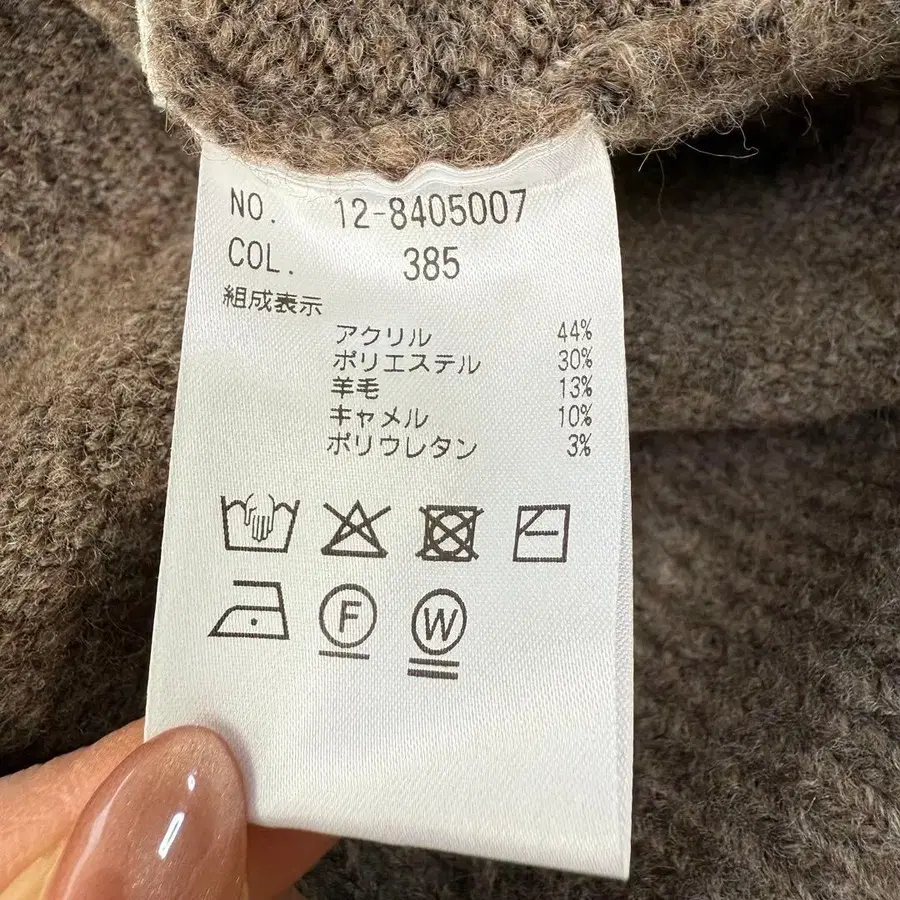 NO. 12-8405007
COL. 385
組成表示
アクリル 44%
ポリエステル 30%
羊毛 13%
キャメル 10%
ポリウレタン 3%
F W